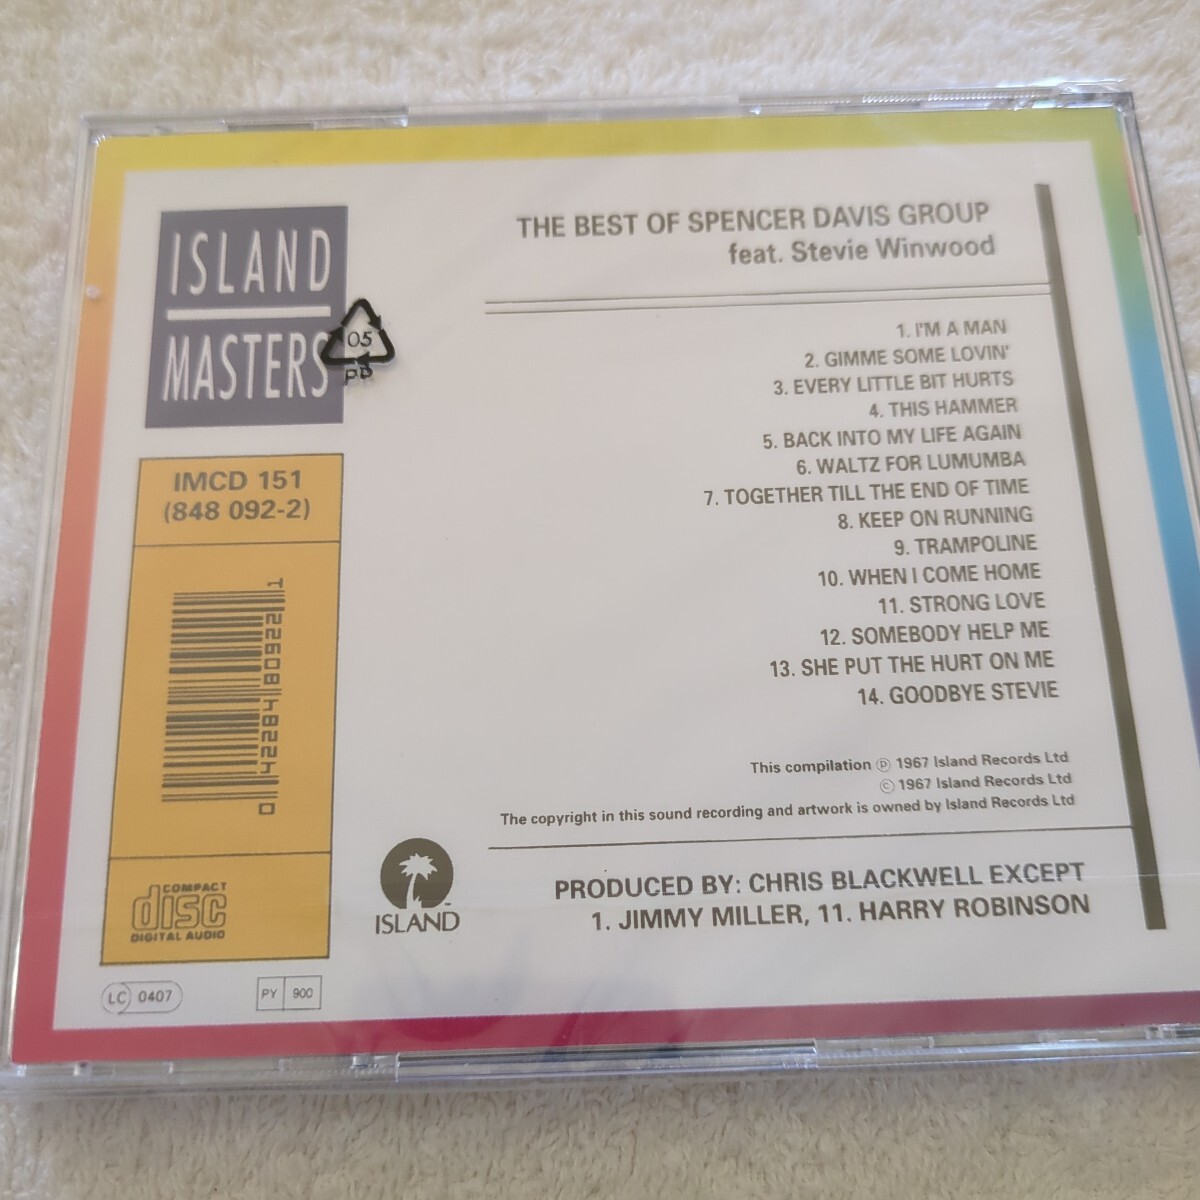 ISLAND
MASTERS
05
PP
IMCD 151
(848 092-2)
COMPACT
disc
DIGITAL AUDIO
LC 0407
PY 900
THE BEST OF SPENCER DAVIS GROUP
feat. Stevie Winwood
1. I'M A MAN
2. GIMME SOME LOVIN'
3. EVERY LITTLE BIT HURTS
4. THIS HAMMER
5. BACK INTO MY LIFE AGAIN
6. WALTZ FOR LUMUMBA
7. TOGETHER TILL THE END OF TIME
8. KEEP ON RUNNING
9. TRAMPOLINE
10. WHEN I COME HOME
11. STRONG LOVE
12. SOMEBODY HELP ME
13. SHE PUT THE HURT ON ME
14. GOODBYE STEVIE
This compilation ℗ 1967 Island Records Ltd
© 1967 Island Records Ltd
The copyright in this sound recording and artwork is owned by Island Records Ltd
ISLAND
PRODUCED BY: CHRIS BLACKWELL EXCEPT
1. JIMMY MILLER, 11. HARRY ROBINSON